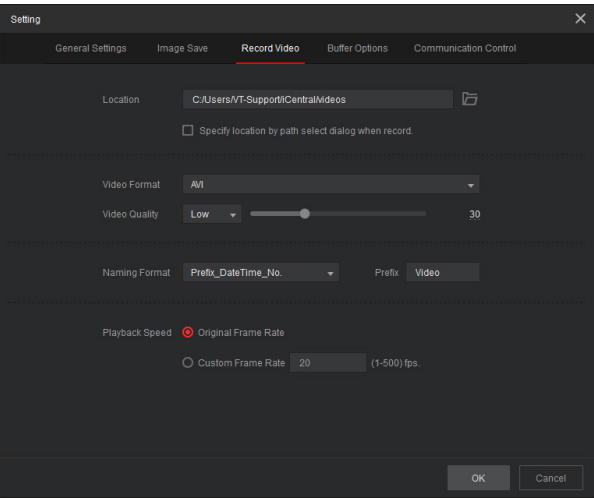 Setting
General Settings Image Save Record Video Buffer Options Communication Control
Location C:/Users/VT-Support/iCentral/videos
Specify location by path select dialog when record.
Video Format AVI
Video Quality Low 30
Naming Format Prefix_DateTime_No. Prefix Video
Playback Speed Original Frame Rate
Custom Frame Rate 20 (1-500) fps.
OK Cancel